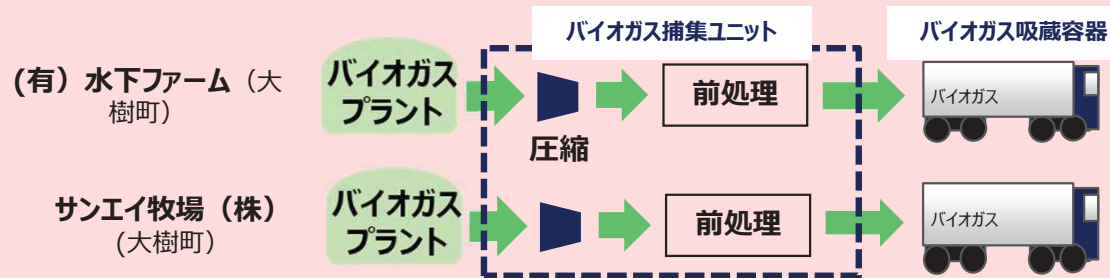 バイオガス捕集ユニット
バイオガス吸蔵容器
(有）水下ファーム（大
樹町）
バイオガス
プラント
圧縮
前処理
バイオガス
サンエイ牧場（株）
(大樹町）
バイオガス
プラント
前処理
バイオガス